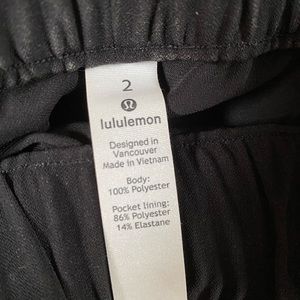 2
lululemon
Designed in
Vancouver
Made in Vietnam
Body:
100% Polyester
Pocket lining:
86% Polyester
14% Elastane